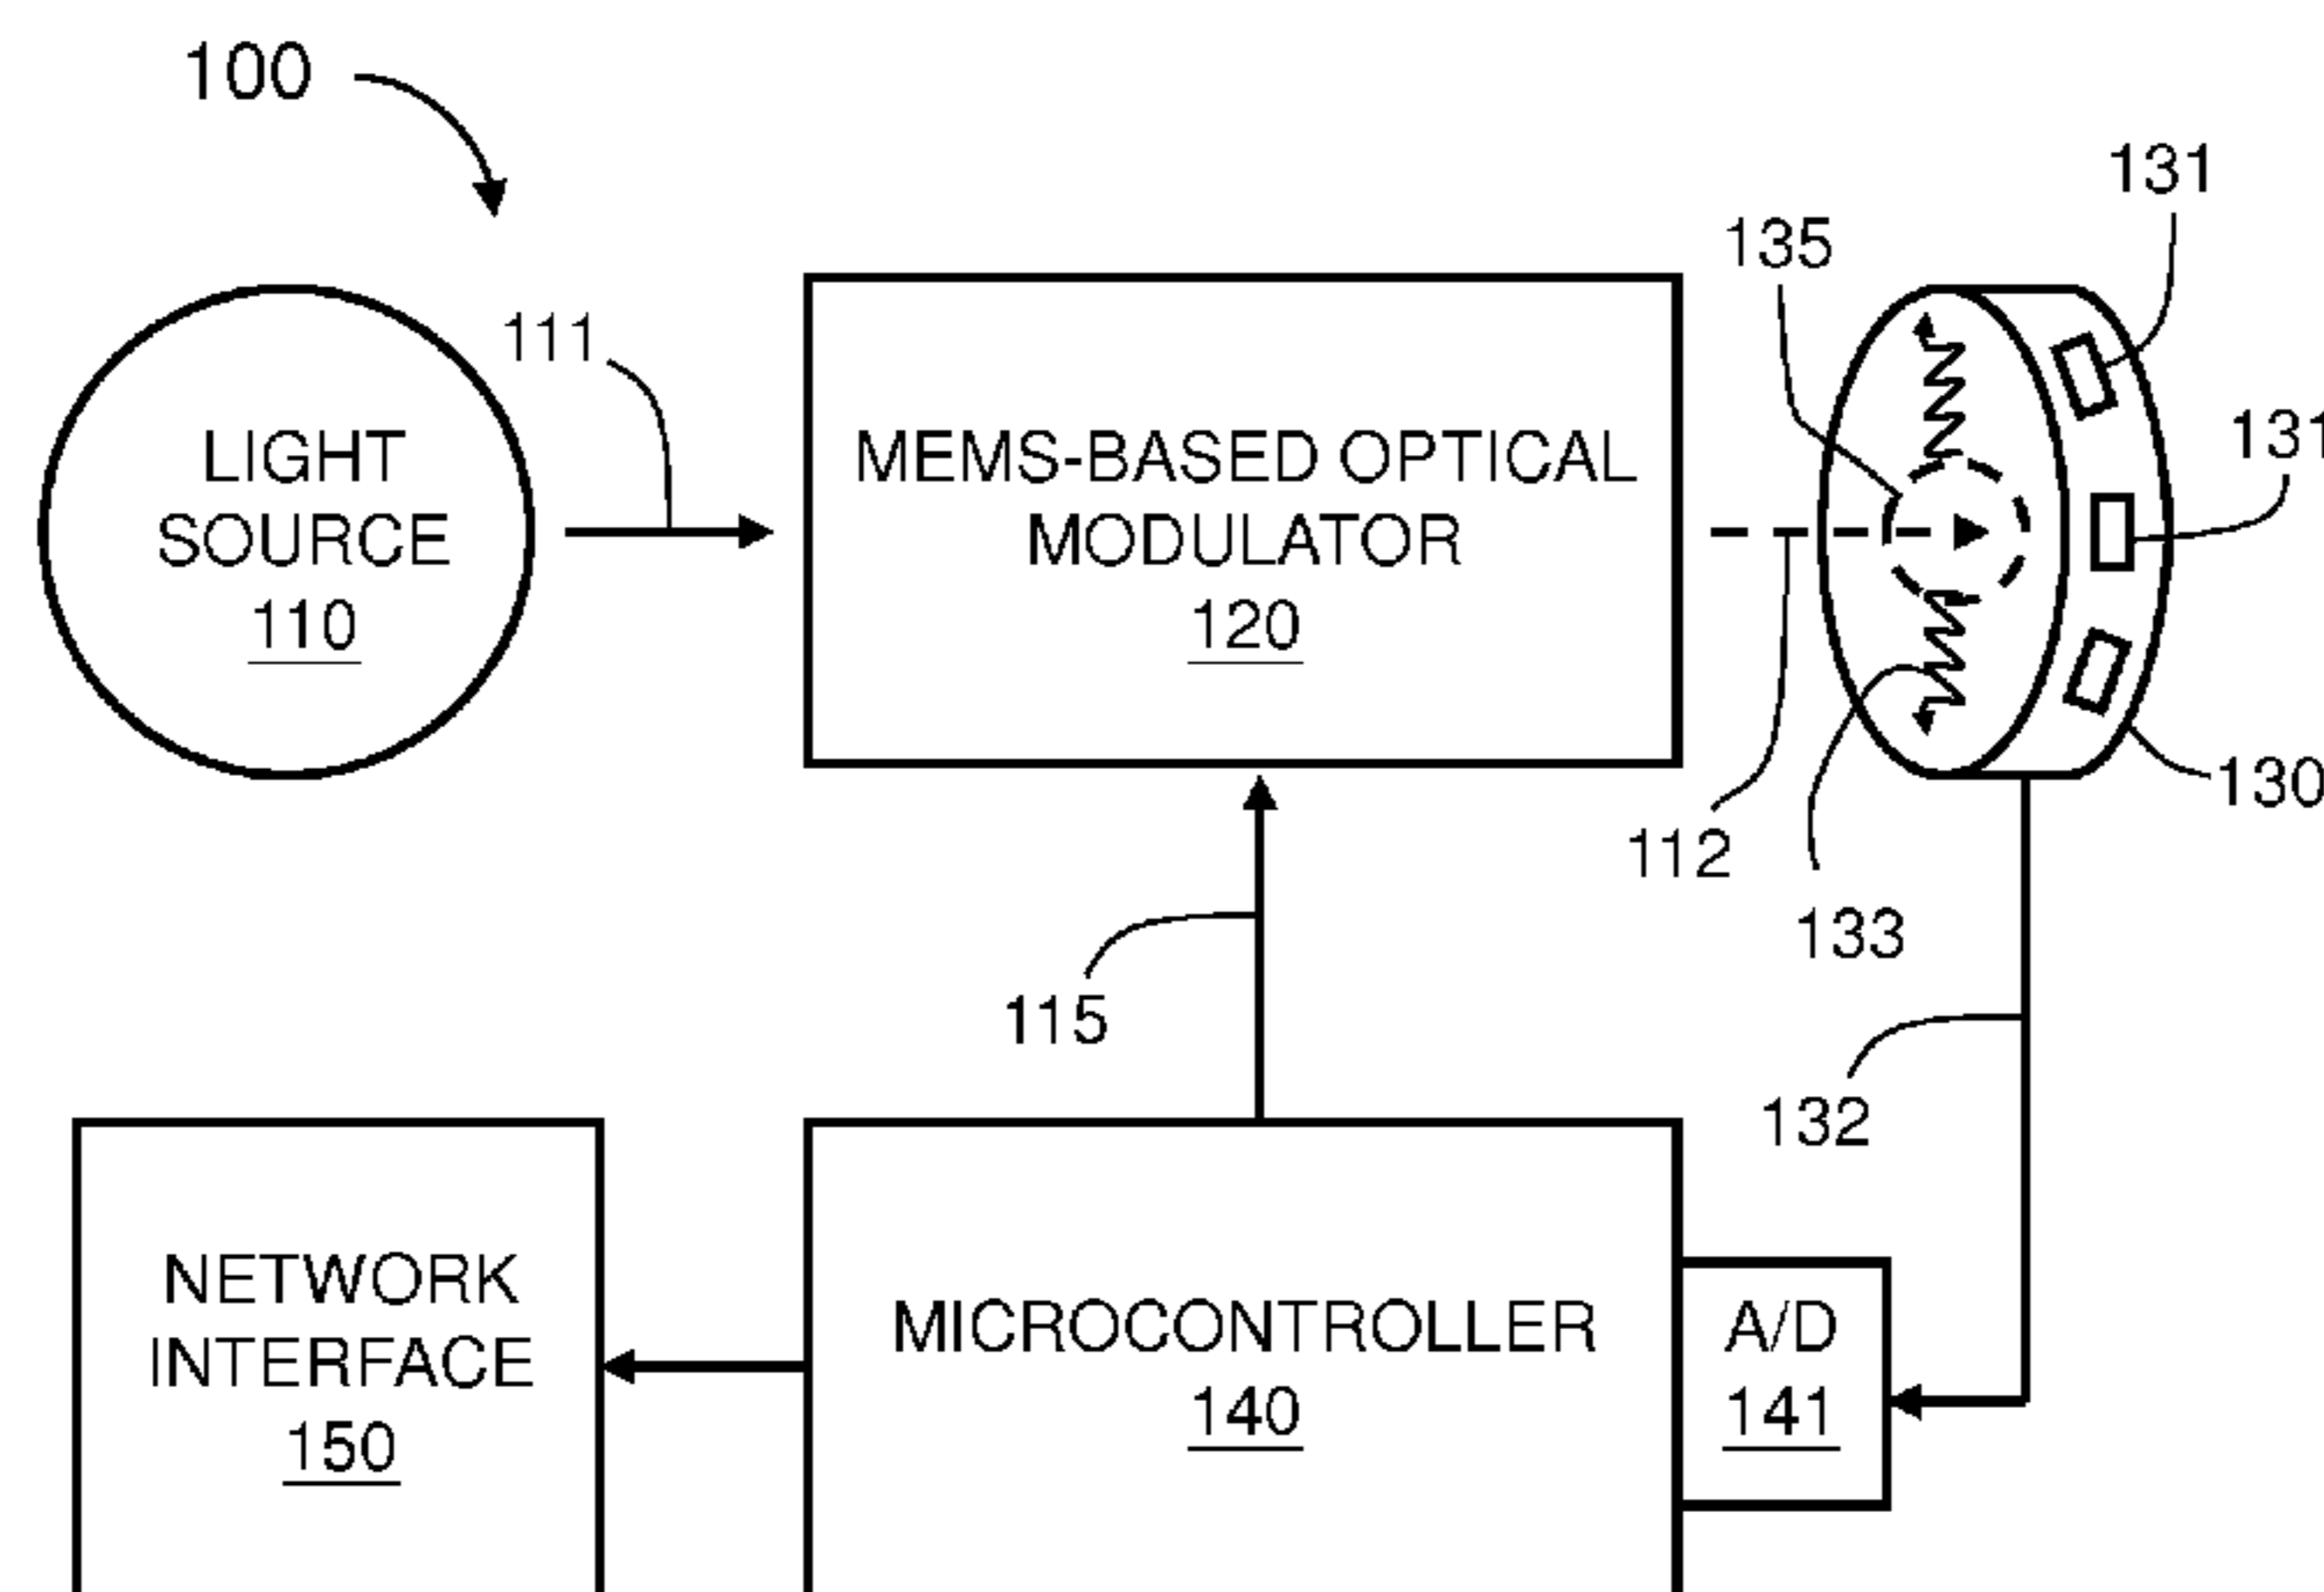 100
131
135
111
131
LIGHT
SOURCE
110
MEMS-BASED OPTICAL
MODULATOR
120
130
112
133
115
132
NETWORK
INTERFACE
150
MICROCONTROLLER
140
A/D
141